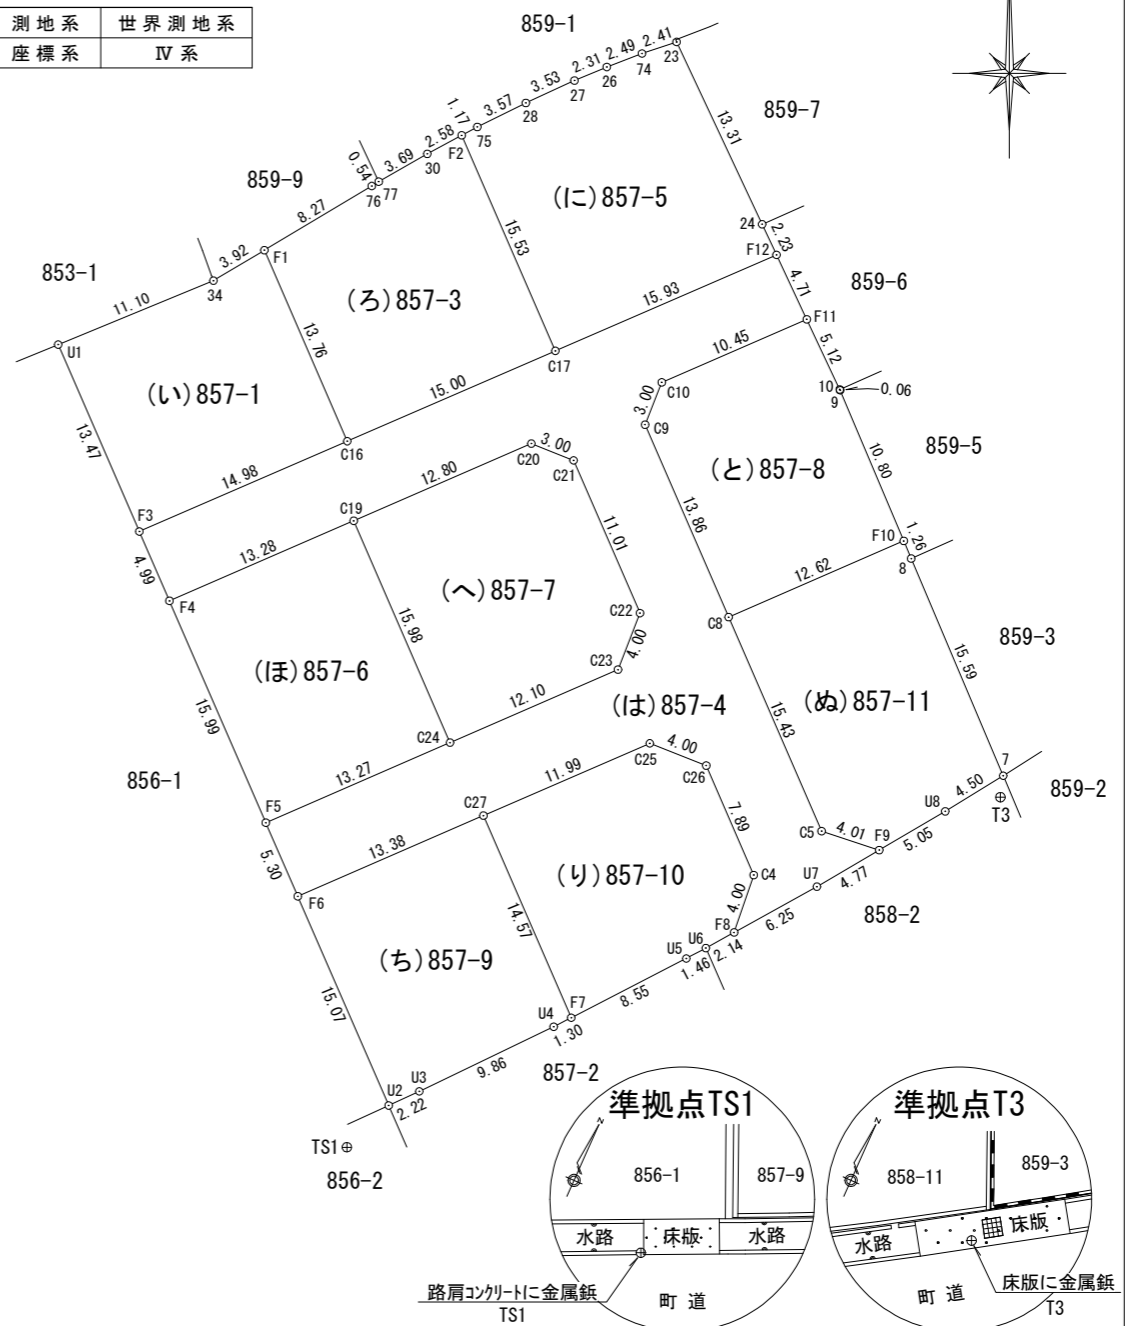 測地系 世界測地系
座標系 Ⅳ系
859-1
2.41
23
2.49
74
2.31
26
3.53
27
3.57
28
1.17
75
2.58
F2
3.69
30
0.54
77
76
859-9
8.27
3.92
F1
34
853-1
11.10
U1
859-7
13.31
(に)857-5
15.53
24
2.23
F12
4.71
859-6
F11
5.12
15.93
(ろ)857-3
13.76
15.00
C17
10.45
C10
3.00
C9
10
9
0.06
(い)857-1
13.47
14.98
C16
12.80
C20
3.00
C21
(と)857-8
859-5
10.80
F3
4.99
F4
C19
13.28
11.01
13.86
F10
1.26
8
(へ)857-7
15.98
12.62
C22
4.00
C23
C8
859-3
15.59
(ほ)857-6
15.99
12.10
(は)857-4
(ぬ)857-11
15.43
C24
856-1
13.27
C25
4.00
C26
7
859-2
4.50
T3
U8
F5
11.99
C27
7.89
C5
4.01
F9
5.05
5.30
13.38
F6
(り)857-10
C4
4.00
U7
4.77
858-2
14.57
6.25
F8
U6
2.14
U5
1.46
(ち)857-9
15.07
8.55
F7
U4
1.30
9.86
857-2
U3
U2
2.22
TS1
856-2
準拠点TS1
N
856-1
857-9
水路
床版
水路
路肩コンクリートに金属鋲
TS1
町道
準拠点T3
N
858-11
859-3
水路
床版
床版に金属鋲
T3
町道